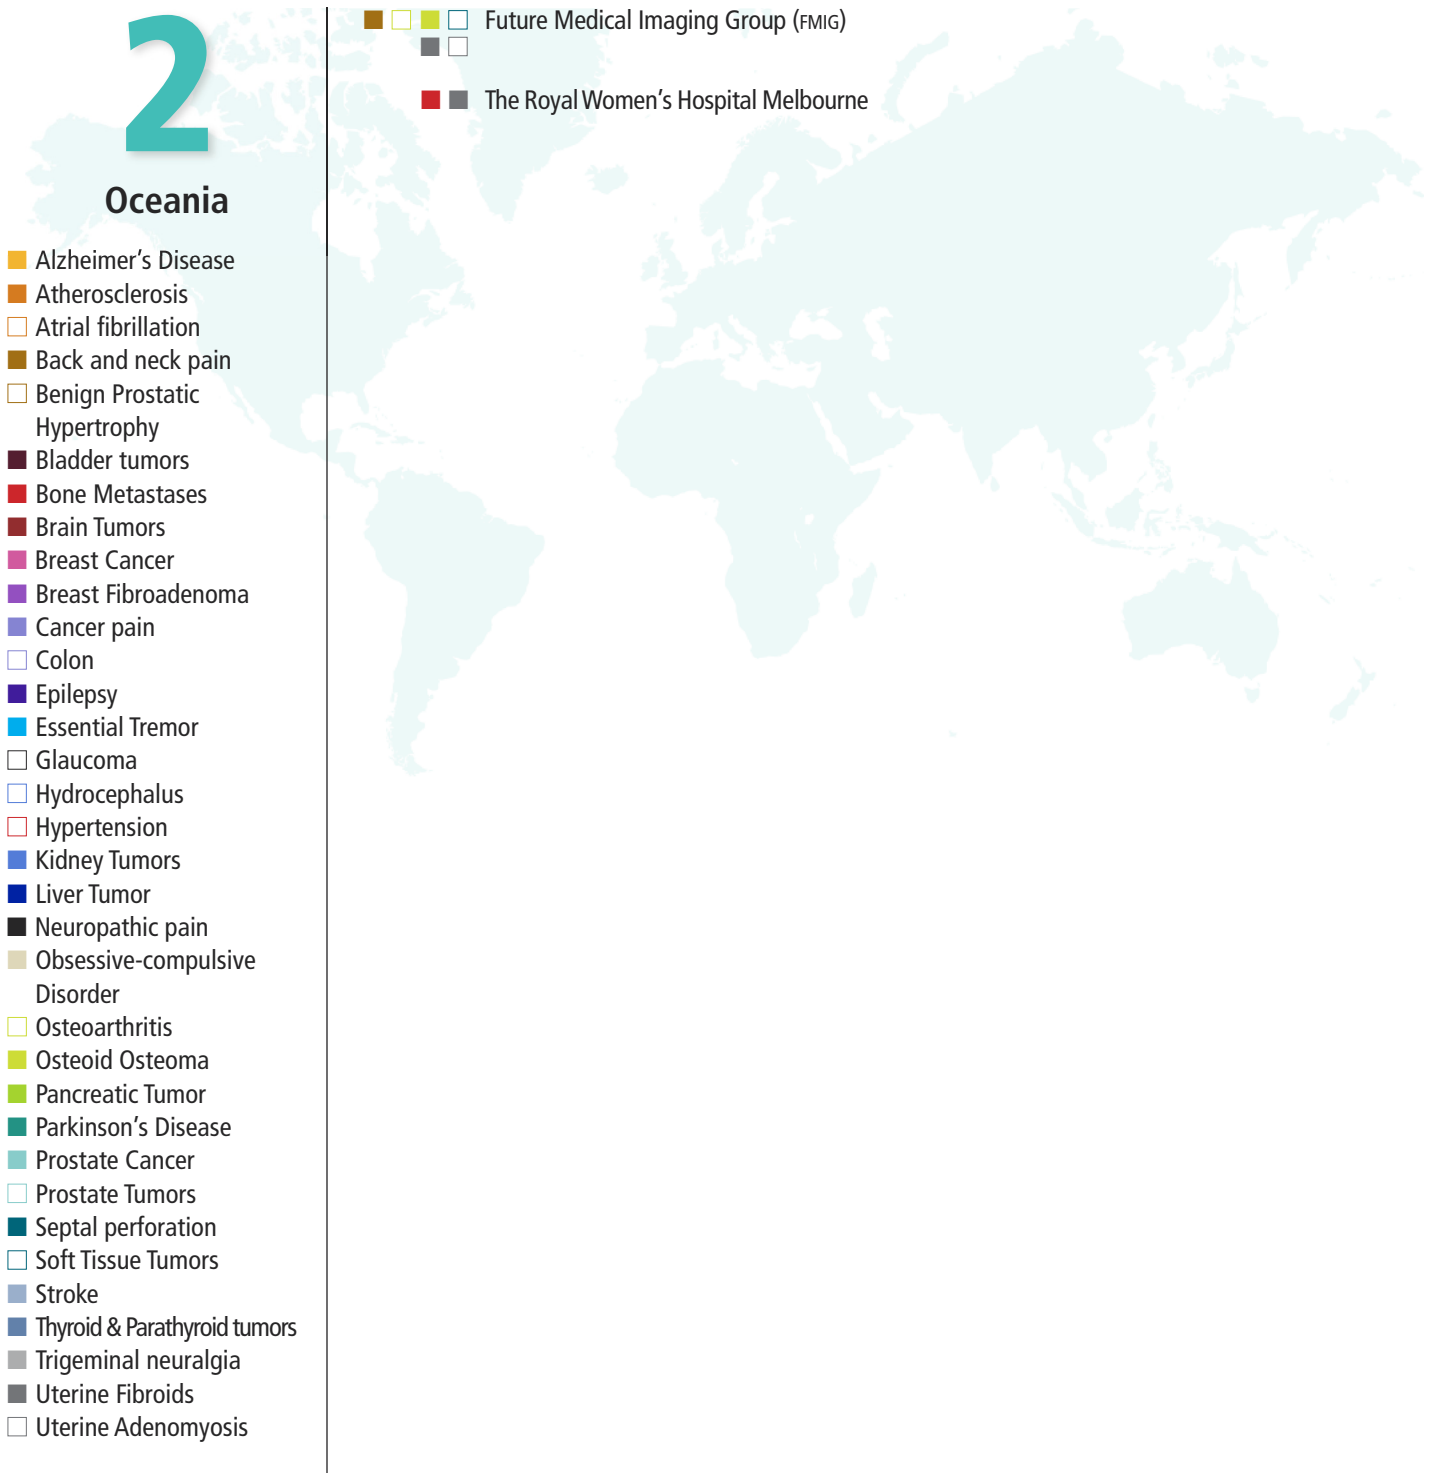 2
Oceania
Alzheimer's Disease
Atherosclerosis
Atrial fibrillation
Back and neck pain
Benign Prostatic
Hypertrophy
Bladder tumors
Bone Metastases
Brain Tumors
Breast Cancer
Breast Fibroadenoma
Cancer pain
Colon
Epilepsy
Essential Tremor
Glaucoma
Hydrocephalus
Hypertension
Kidney Tumors
Liver Tumor
Neuropathic pain
Obsessive-compulsive
Disorder
Osteoarthritis
Osteoid Osteoma
Pancreatic Tumor
Parkinson's Disease
Prostate Cancer
Prostate Tumors
Septal perforation
Soft Tissue Tumors
Stroke
Thyroid & Parathyroid tumors
Trigeminal neuralgia
Uterine Fibroids
Uterine Adenomyosis
Future Medical Imaging Group (FMIG)
The Royal Women's Hospital Melbourne